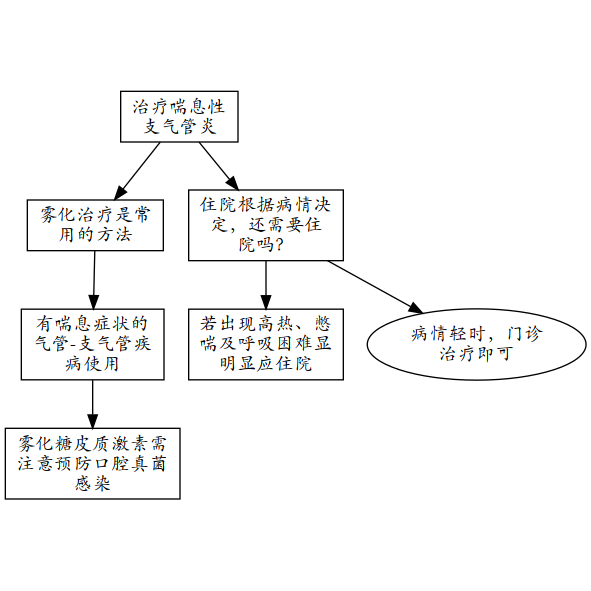 治疗喘息性
支气管炎
雾化治疗是常
用的方法
住院根据病情决
定，还需要住
院吗？
有喘息症状的
气管-支气管疾
病使用
若出现高热、憋
喘及呼吸困难显
明显应住院
病情轻时，门诊
治疗即可
雾化糖皮质激素需
注意预防口腔真菌
感染